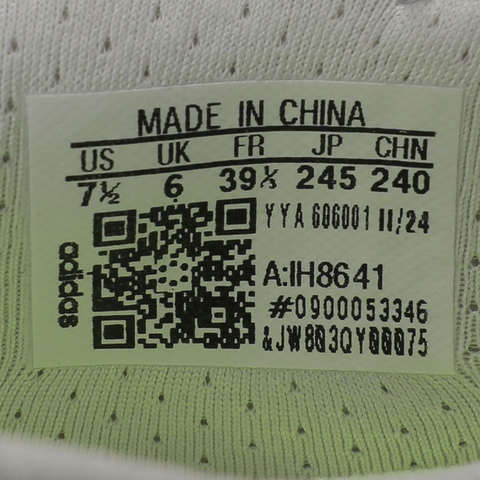 MADE IN CHINA
US UK FR JP CHN
7½ 6 39⅓ 245 240
YYA 606001 11/24
A:IH8641
#0900053346
&JW803QY00075
adidas